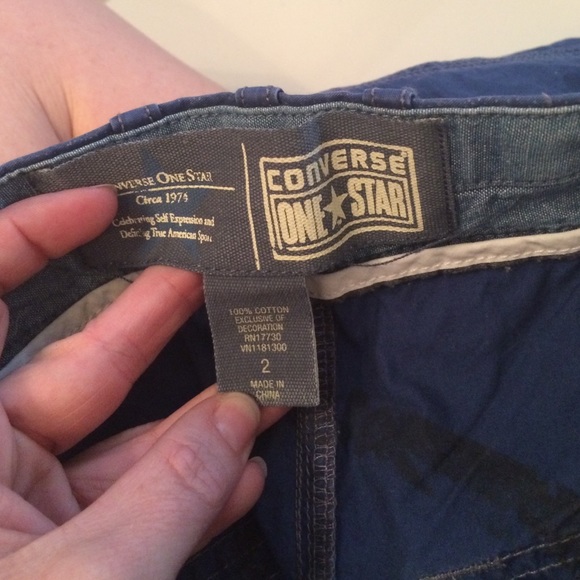 CONVERSE ONE STAR
Circa 1974
Celebrating Self Expression and
Defining True American Sport
CONVERSE
ONE STAR
100% COTTON
EXCLUSIVE OF
DECORATION
RN17730
VN1181300
2
MADE IN
CHINA